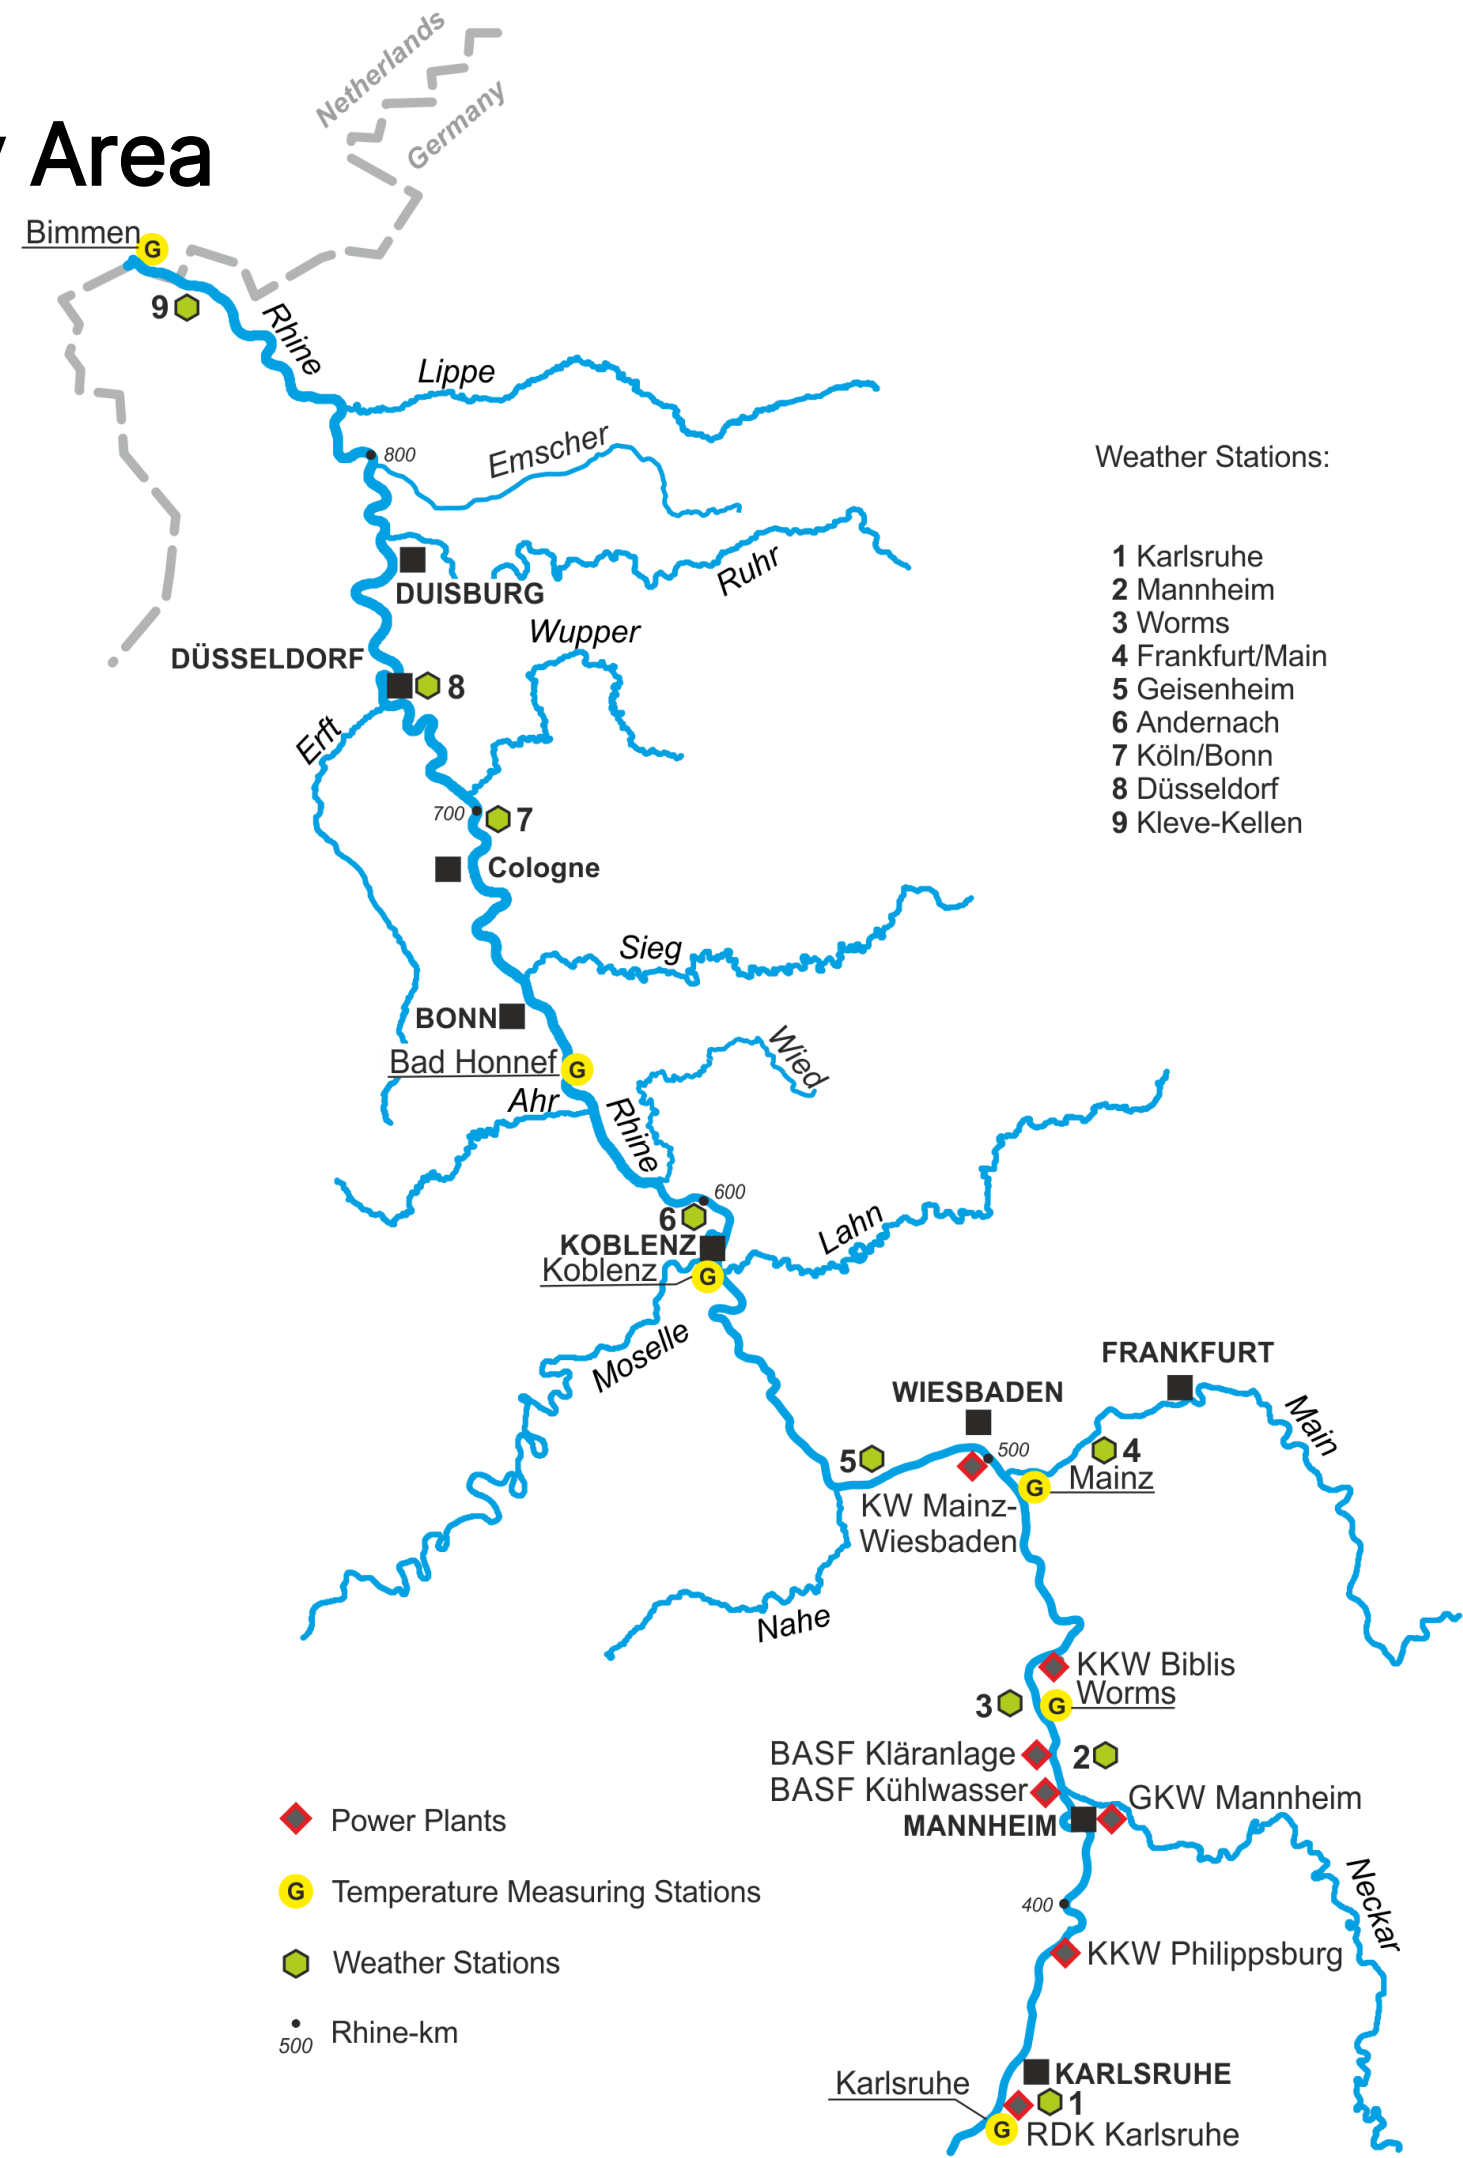 Netherlands
Germany
Area
Bimmen
G
9
Rhine
Lippe
800
Emscher
Weather Stations:
Ruhr
DUISBURG
1 Karlsruhe
2 Mannheim
3 Worms
4 Frankfurt/Main
5 Geisenheim
6 Andernach
7 Köln/Bonn
8 Düsseldorf
9 Kleve-Kellen
Wupper
DÜSSELDORF
8
Erft
700
7
Cologne
Sieg
BONN
Bad Honnef
G
Wied
Ahr
Rhine
600
6
KOBLENZ
Koblenz
G
Lahn
Moselle
FRANKFURT
WIESBADEN
Main
500
5
4
Mainz
G
KW Mainz-
Wiesbaden
Nahe
KKW Biblis
Worms
3
G
BASF Kläranlage
2
BASF Kühlwasser
GKW Mannheim
MANNHEIM
Neckar
400
KKW Philippsburg
KARLSRUHE
Karlsruhe
1
G
RDK Karlsruhe
Power Plants
G
Temperature Measuring Stations
Weather Stations
500
Rhine-km